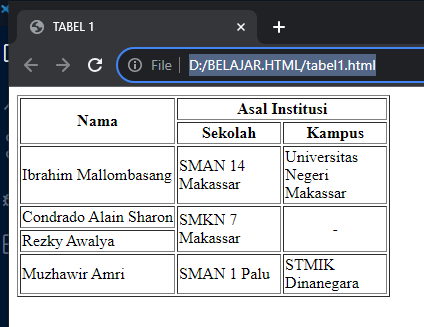 TABEL 1
File | D:/BELAJAR.HTML/tabel1.html
Nama
Asal Institusi
Sekolah
Kampus
Ibrahim Mallombasang
SMAN 14
Makassar
Universitas
Negeri
Makassar
Condrado Alain Sharon
SMKN 7
Makassar
-
Rezky Awalya
Muzhawir Amri
SMAN 1 Palu
STMIK
Dinanegara